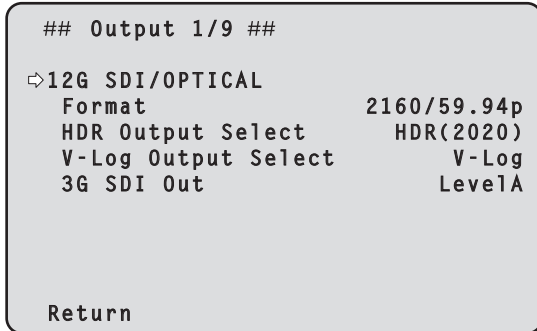 ## Output 1/9 ##
⇨12G SDI/OPTICAL
Format 2160/59.94p
HDR Output Select HDR(2020)
V-Log Output Select V-Log
3G SDI Out LevelA
Return